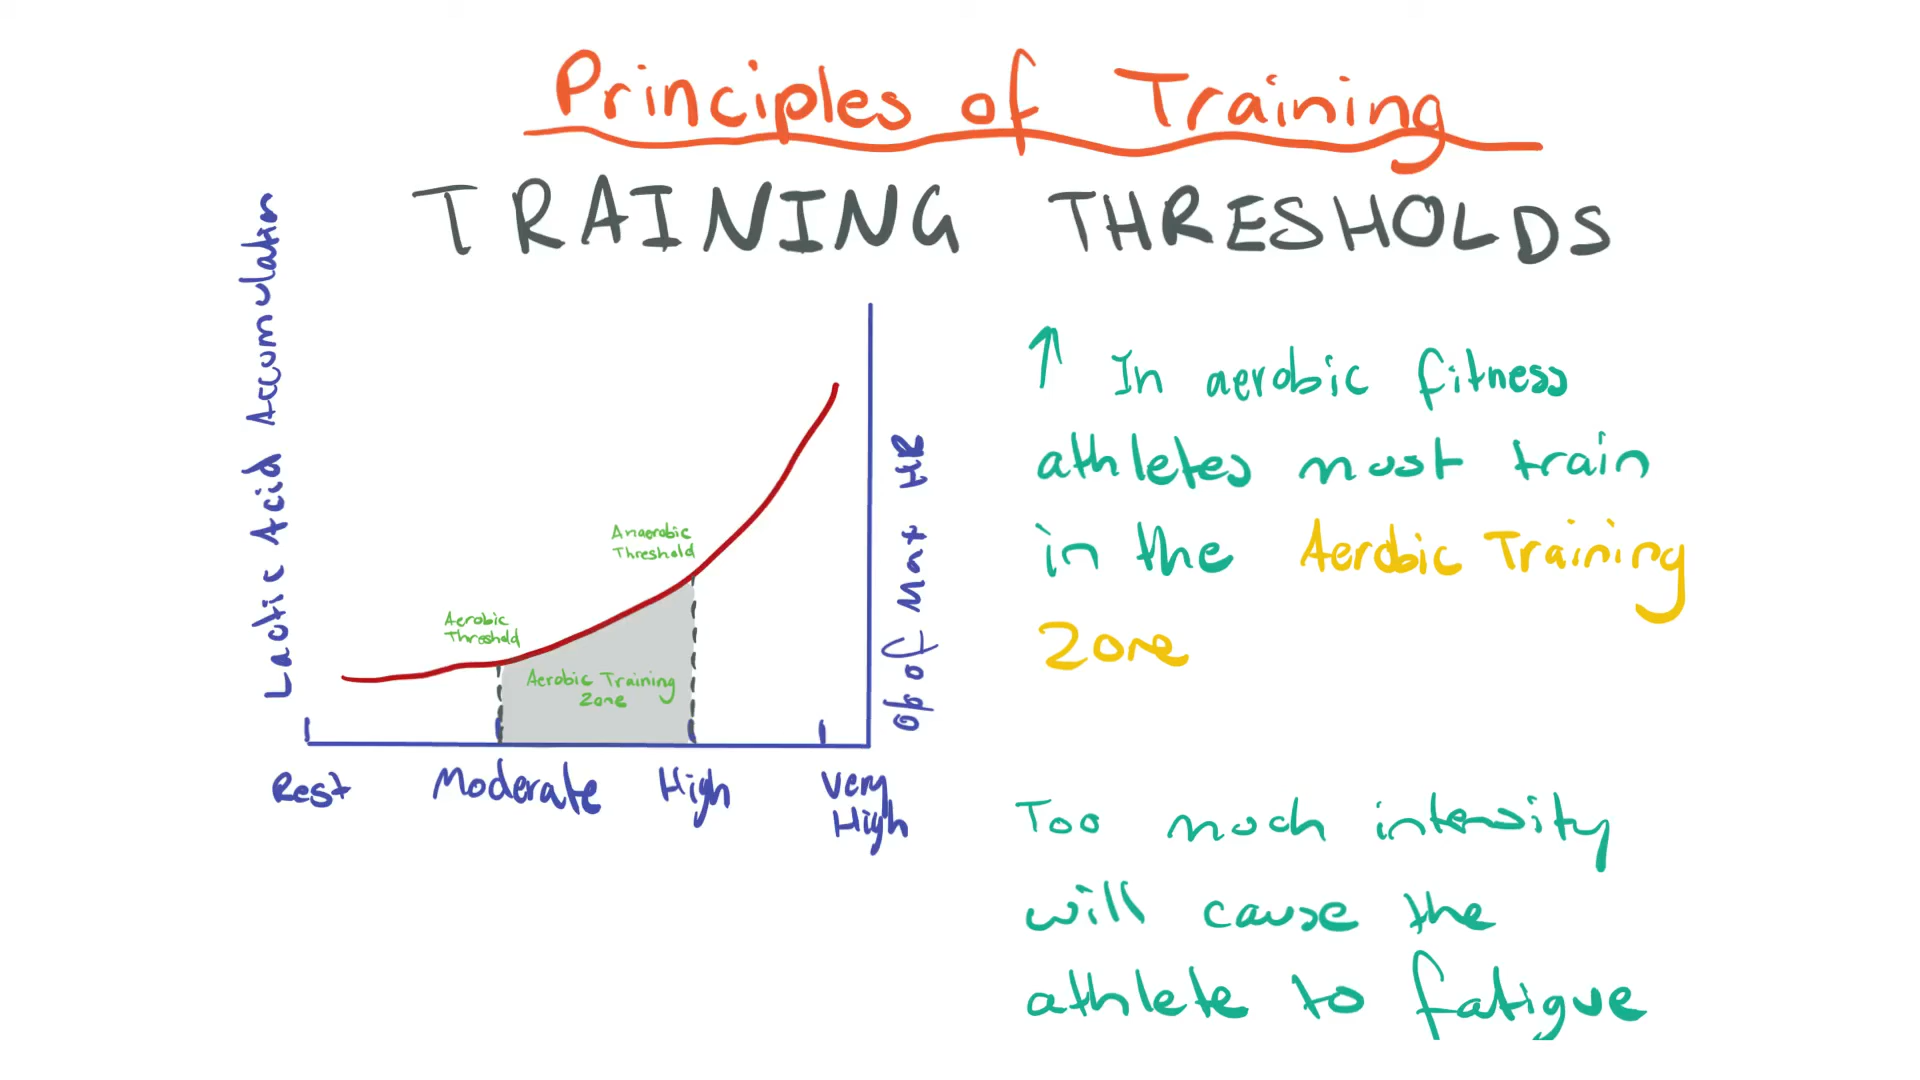 Principles of Training
TRAINING THRESHOLDS
Lactic Acid Accumulation
Anaerobic
Threshold
Aerobic
Threshold
Aerobic Training
Zone
Rest
Moderate
High
Very
High
of Max HR
↑ In aerobic fitness
athletes must train
in the Aerobic Training
Zone
Too much intensity
will cause the
athlete to fatigue